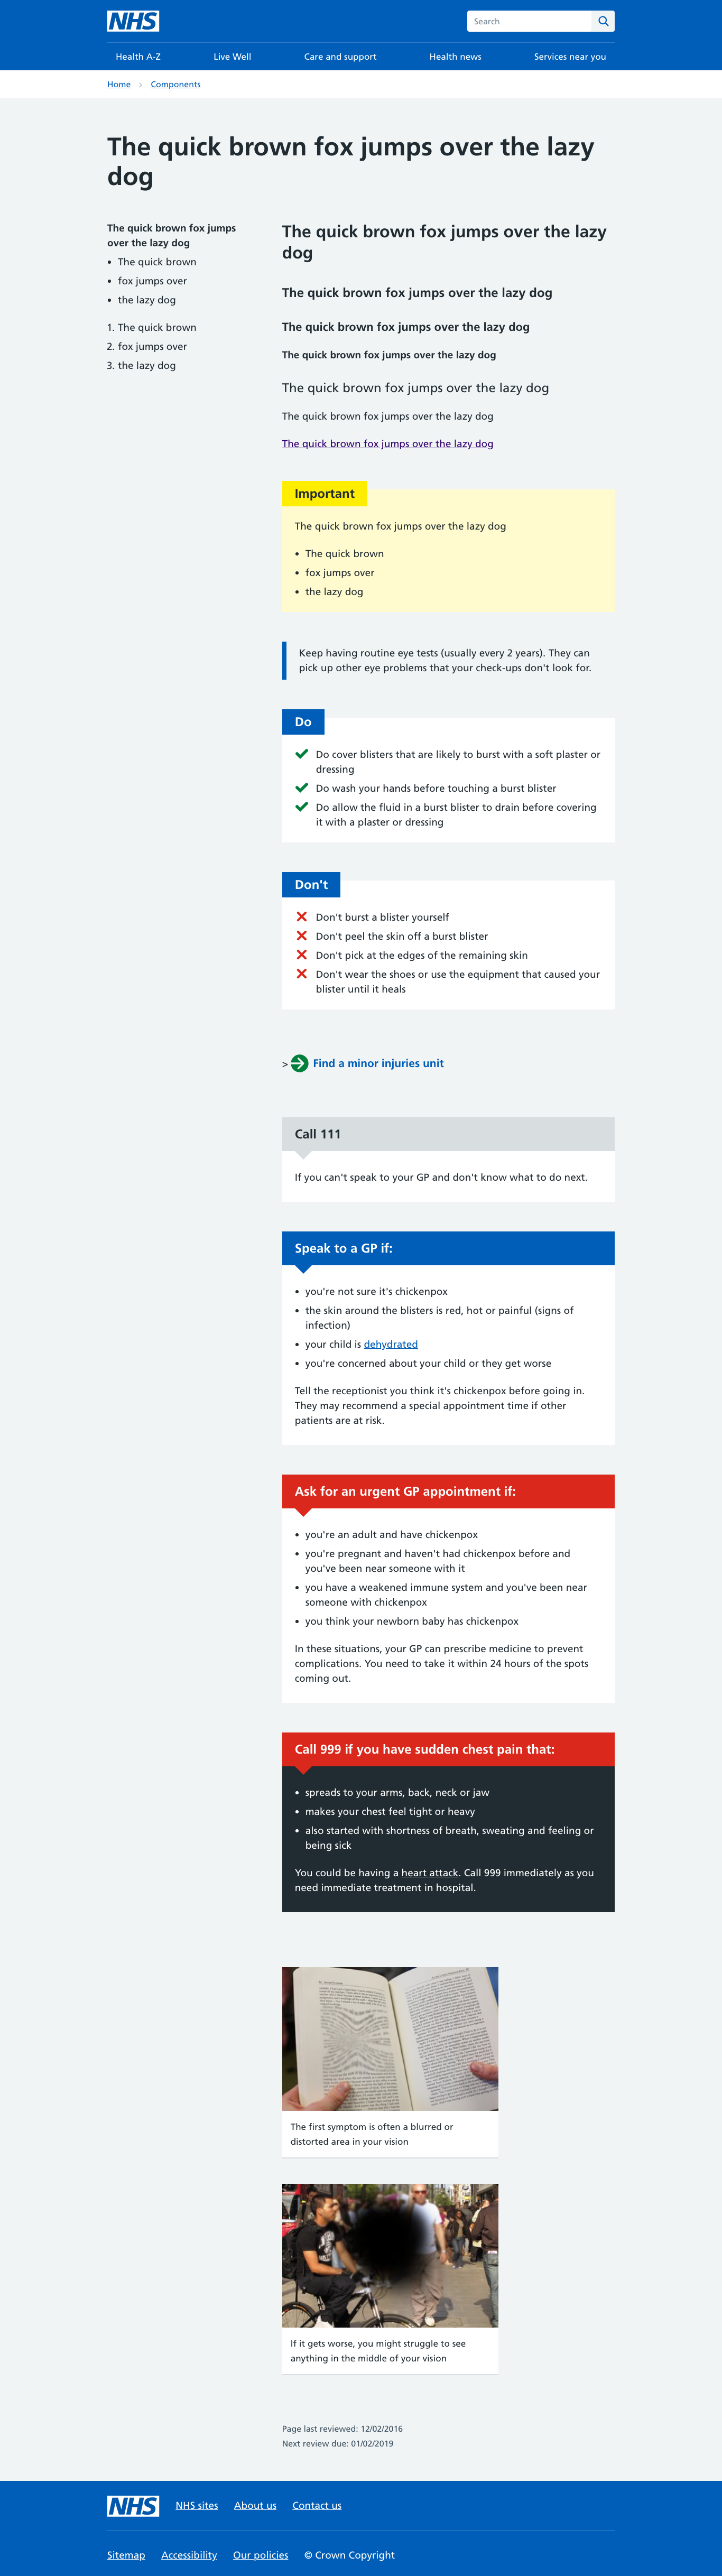 NHS
Search
Health A-Z
Live Well
Care and support
Health news
Services near you
Home
Components
The quick brown fox jumps over the lazy
dog
The quick brown fox jumps
over the lazy dog
• The quick brown
• fox jumps over
• the lazy dog
1. The quick brown
2. fox jumps over
3. the lazy dog
The quick brown fox jumps over the lazy
dog
The quick brown fox jumps over the lazy dog
The quick brown fox jumps over the lazy dog
The quick brown fox jumps over the lazy dog
The quick brown fox jumps over the lazy dog
The quick brown fox jumps over the lazy dog
The quick brown fox jumps over the lazy dog
Important
The quick brown fox jumps over the lazy dog
• The quick brown
• fox jumps over
• the lazy dog
Keep having routine eye tests (usually every 2 years). They can
pick up other eye problems that your check-ups don't look for.
Do
Do cover blisters that are likely to burst with a soft plaster or
dressing
Do wash your hands before touching a burst blister
Do allow the fluid in a burst blister to drain before covering
it with a plaster or dressing
Don't
Don't burst a blister yourself
Don't peel the skin off a burst blister
Don't pick at the edges of the remaining skin
Don't wear the shoes or use the equipment that caused your
blister until it heals
> Find a minor injuries unit
Call 111
If you can't speak to your GP and don't know what to do next.
Speak to a GP if:
• you're not sure it's chickenpox
• the skin around the blisters is red, hot or painful (signs of
infection)
• your child is dehydrated
• you're concerned about your child or they get worse
Tell the receptionist you think it's chickenpox before going in.
They may recommend a special appointment time if other
patients are at risk.
Ask for an urgent GP appointment if:
• you're an adult and have chickenpox
• you're pregnant and haven't had chickenpox before and
you've been near someone with it
• you have a weakened immune system and you've been near
someone with chickenpox
• you think your newborn baby has chickenpox
In these situations, your GP can prescribe medicine to prevent
complications. You need to take it within 24 hours of the spots
coming out.
Call 999 if you have sudden chest pain that:
• spreads to your arms, back, neck or jaw
• makes your chest feel tight or heavy
• also started with shortness of breath, sweating and feeling or
being sick
You could be having a heart attack. Call 999 immediately as you
need immediate treatment in hospital.
The first symptom is often a blurred or
distorted area in your vision
If it gets worse, you might struggle to see
anything in the middle of your vision
Page last reviewed: 12/02/2016
Next review due: 01/02/2019
NHS
NHS sites
About us
Contact us
Sitemap
Accessibility
Our policies
© Crown Copyright